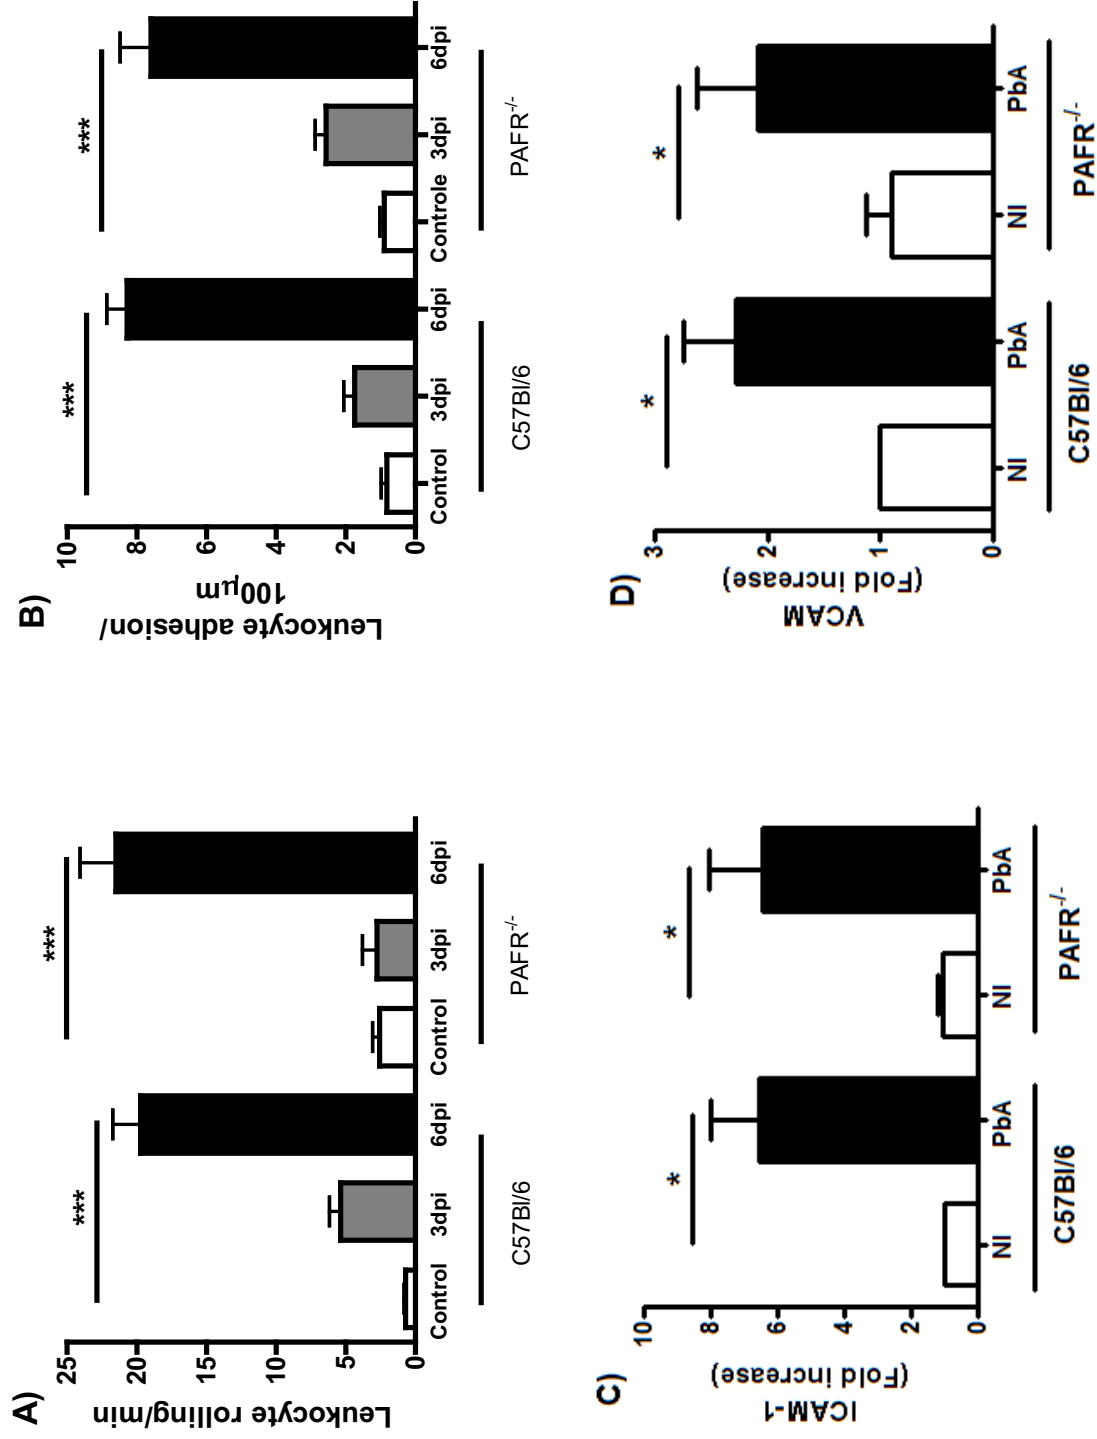 A)
Leukocyte rolling/min
25
20
15
10
5
0
***
***
Control 3dpi 6dpi Control 3dpi 6dpi
C57Bl/6 PAFR-/-
B)
Leukocyte adhesion/
100µm
10
8
6
4
2
0
***
***
Control 3dpi 6dpi Controle 3dpi 6dpi
C57Bl/6 PAFR-/-
C)
ICAM-1
(Fold increase)
10
8
6
4
2
0
*
*
NI PbA NI PbA
C57Bl/6 PAFR-/-
D)
VCAM
(Fold increase)
3
2
1
0
*
*
NI PbA NI PbA
C57Bl/6 PAFR-/-